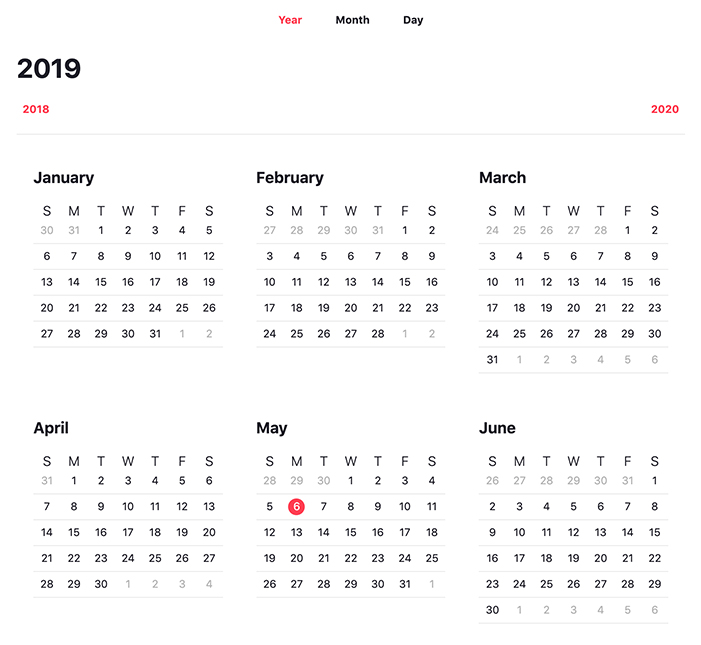 Year Month Day
2019
2018 2020
January February March
S M T W T F S S M T W T F S S M T W T F S
30 31 1 2 3 4 5 27 28 29 30 31 1 2 24 25 26 27 28 1 2
6 7 8 9 10 11 12 3 4 5 6 7 8 9 3 4 5 6 7 8 9
13 14 15 16 17 18 19 10 11 12 13 14 15 16 10 11 12 13 14 15 16
20 21 22 23 24 25 26 17 18 19 20 21 22 23 17 18 19 20 21 22 23
27 28 29 30 31 1 2 24 25 26 27 28 1 2 24 25 26 27 28 29 30
31 1 2 3 4 5 6
April May June
S M T W T F S S M T W T F S S M T W T F S
31 1 2 3 4 5 6 28 29 30 1 2 3 4 26 27 28 29 30 31 1
7 8 9 10 11 12 13 5 6 7 8 9 10 11 2 3 4 5 6 7 8
14 15 16 17 18 19 20 12 13 14 15 16 17 18 9 10 11 12 13 14 15
21 22 23 24 25 26 27 19 20 21 22 23 24 25 16 17 18 19 20 21 22
28 29 30 1 2 3 4 26 27 28 29 30 31 1 23 24 25 26 27 28 29
30 1 2 3 4 5 6